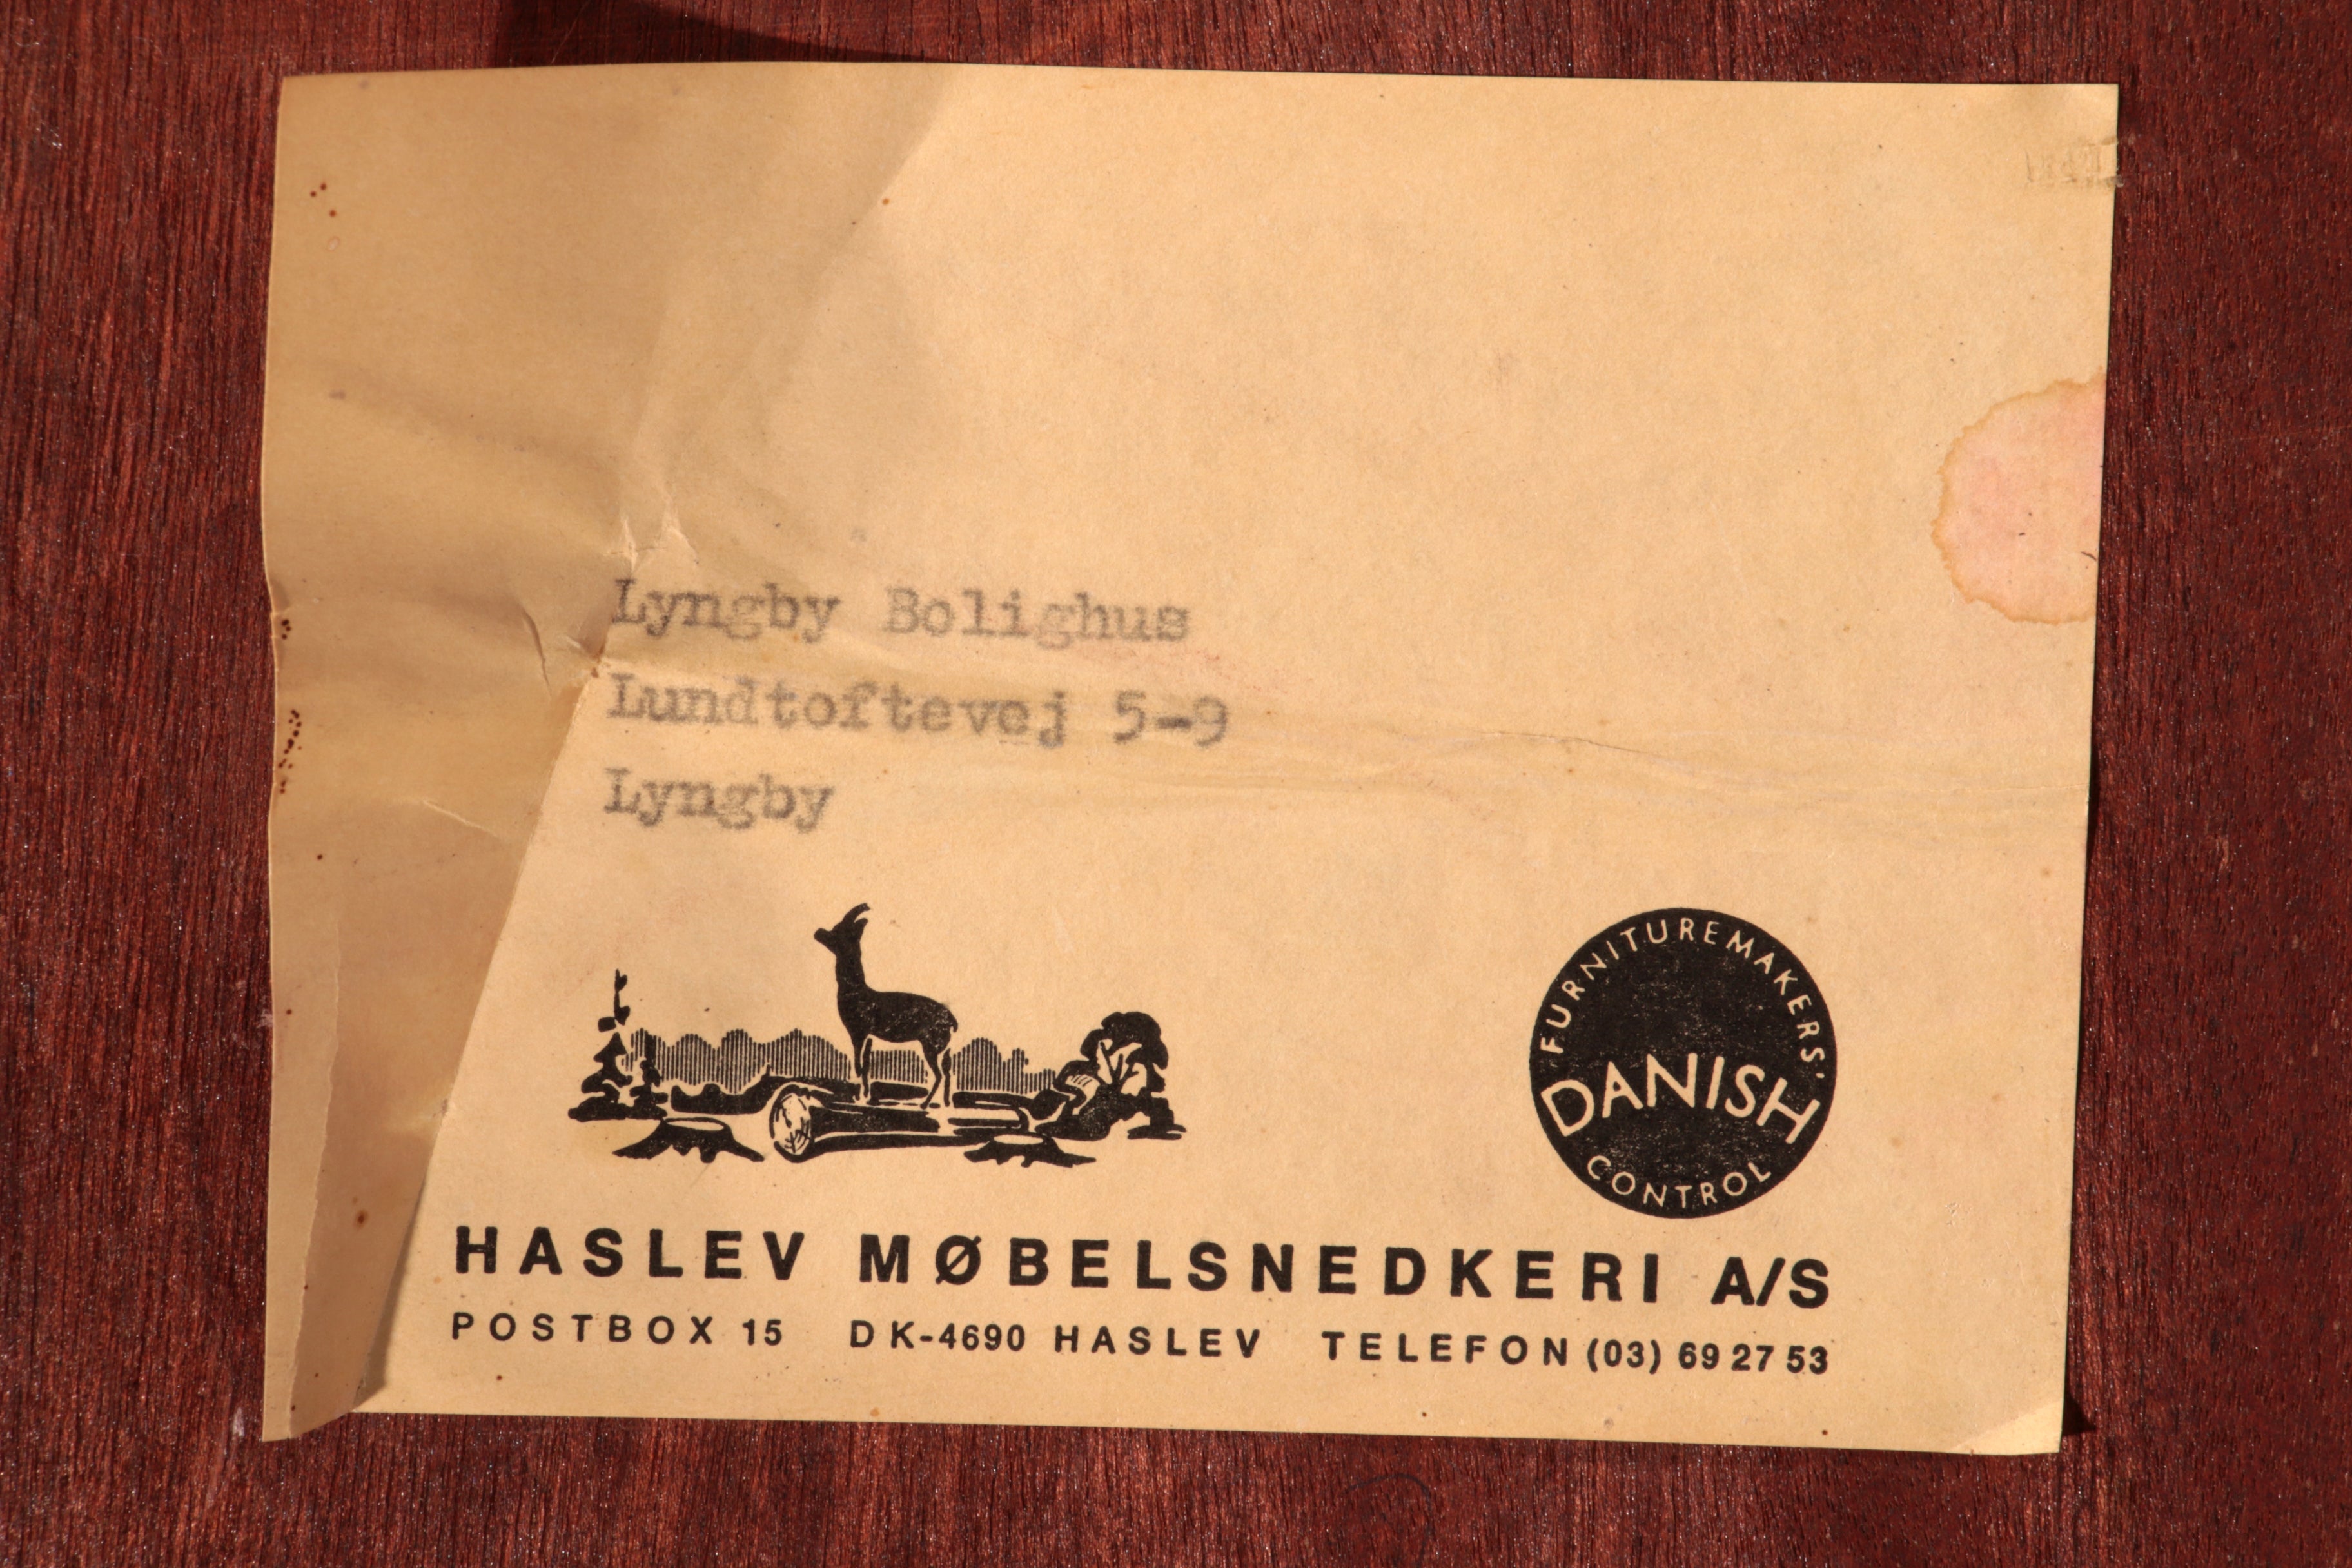 Lyngby Bolighus
Lundtoftevej 5-9
Lyngby
FURNITUREMAKERS'
DANISH
CONTROL
HASLEV MØBELSNEDKERI A/S
POSTBOX 15 DK-4690 HASLEV TELEFON (03) 69 27 53